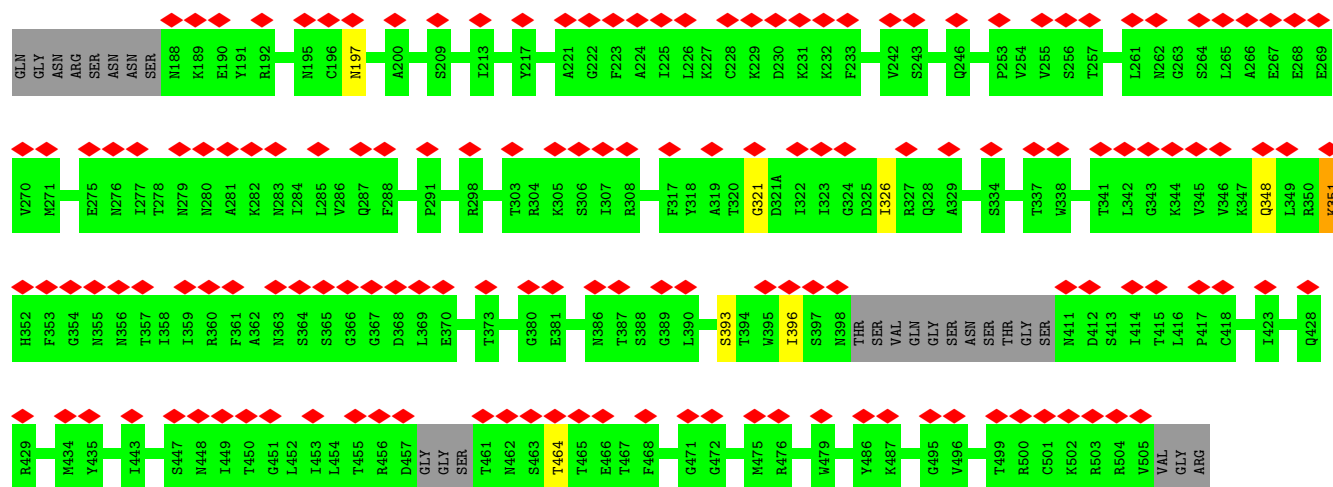 GLN GLY ASN ARG SER ASN ASN SER N188 K189 E190 Y191 R192 N195 C196 N197 A200 S209 I213 Y217 A221 G222 F223 A224 I225 L226 K227 C228 K229 D230 K231 K232 F233 V242 S243 Q246 P253 V254 V255 S256 T257 L261 N262 G263 S264 L265 A266 E267 E268 E269
V270 M271 E275 N276 I277 T278 N279 N280 A281 K282 N283 I284 L285 V286 Q287 F288 P291 R298 T303 R304 K305 S306 I307 R308 F317 Y318 A319 T320 G321 D321A I322 I323 G324 D325 I326 R327 Q328 A329 S334 T337 W338 T341 L342 G343 K344 V345 V346 K347 Q348 L349 R350 K351
H352 F353 G354 N355 N356 T357 I358 I359 R360 F361 A362 N363 S364 S365 G366 G367 D368 L369 E370 T373 G380 E381 N386 T387 S388 G389 L390 S393 T394 W395 I396 S397 N398 THR SER VAL GLN GLY SER ASN SER THR GLY SER N411 D412 S413 I414 T415 L416 P417 C418 I423 Q428
R429 M434 Y435 I443 S447 N448 I449 T450 G451 L452 I453 L454 T455 R456 D457 GLY GLY SER T461 N462 S463 T464 T465 E466 T467 F468 G471 G472 M475 R476 W479 Y486 K487 G495 V496 T499 R500 C501 K502 R503 R504 V505 VAL GLY ARG